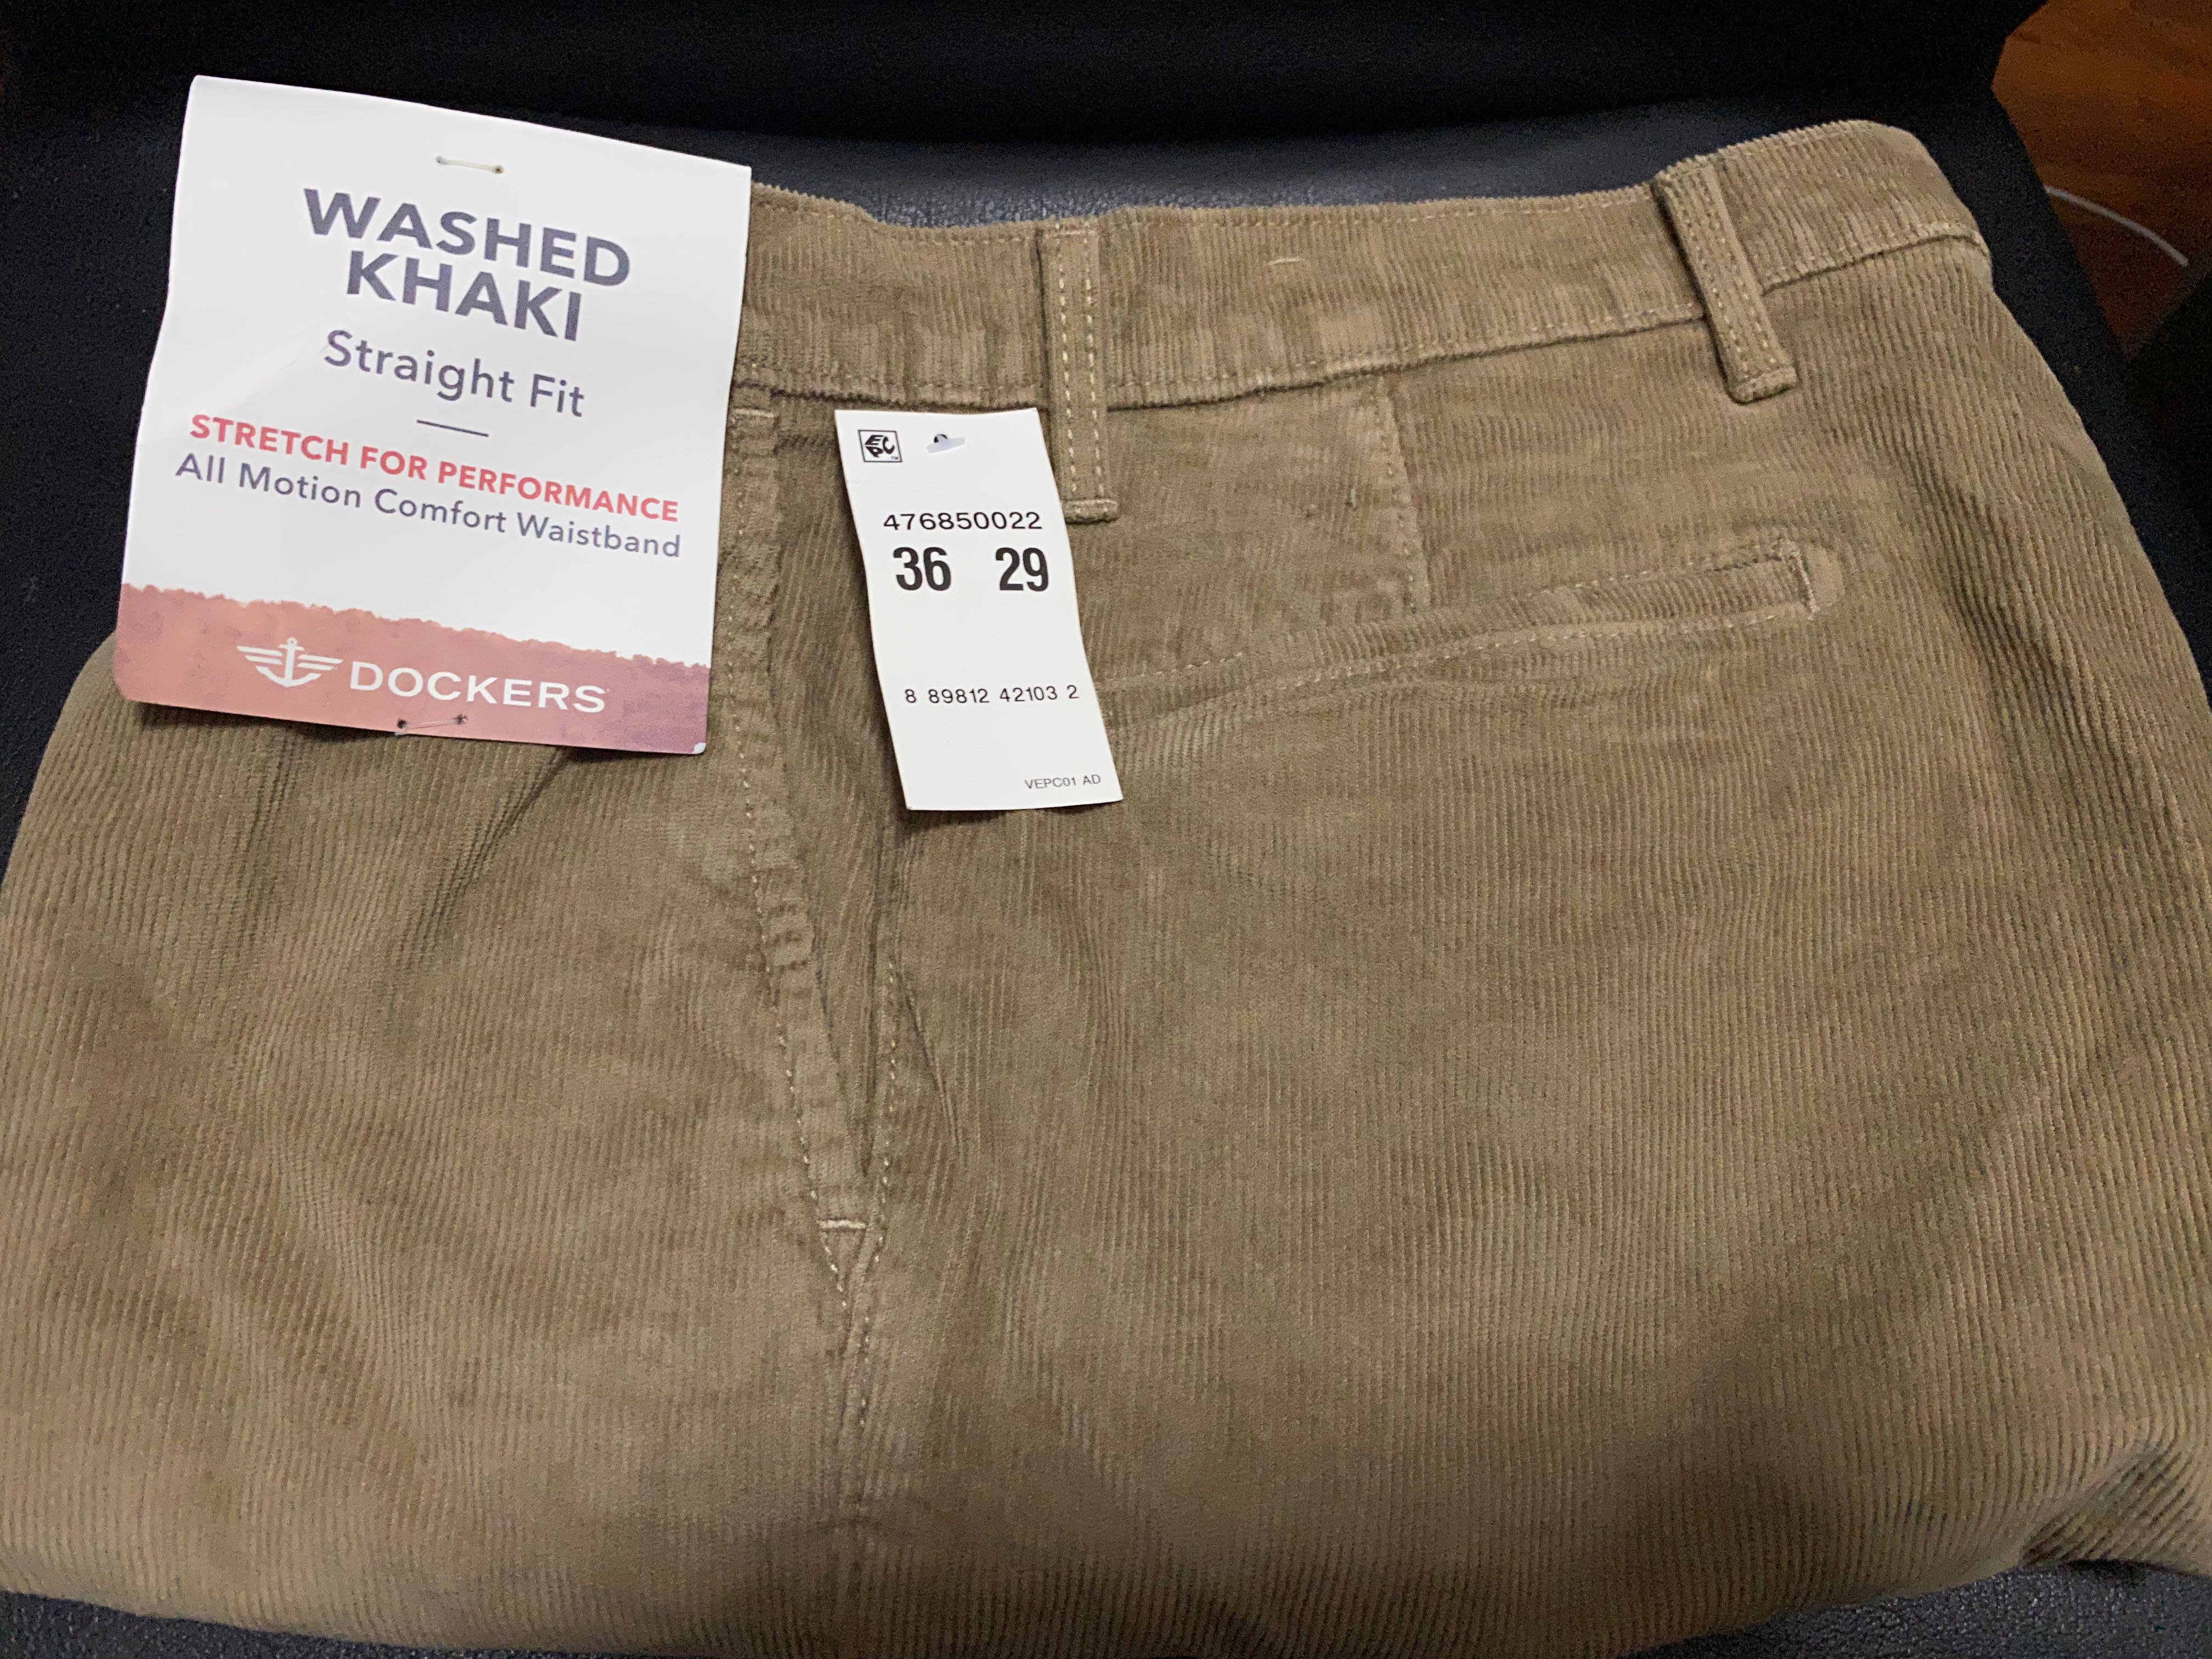 WASHED
KHAKI
Straight Fit
STRETCH FOR PERFORMANCE
All Motion Comfort Waistband
DOCKERS
EPC
476850022
36 29
8 89812 42103 2
VEPC01 AD